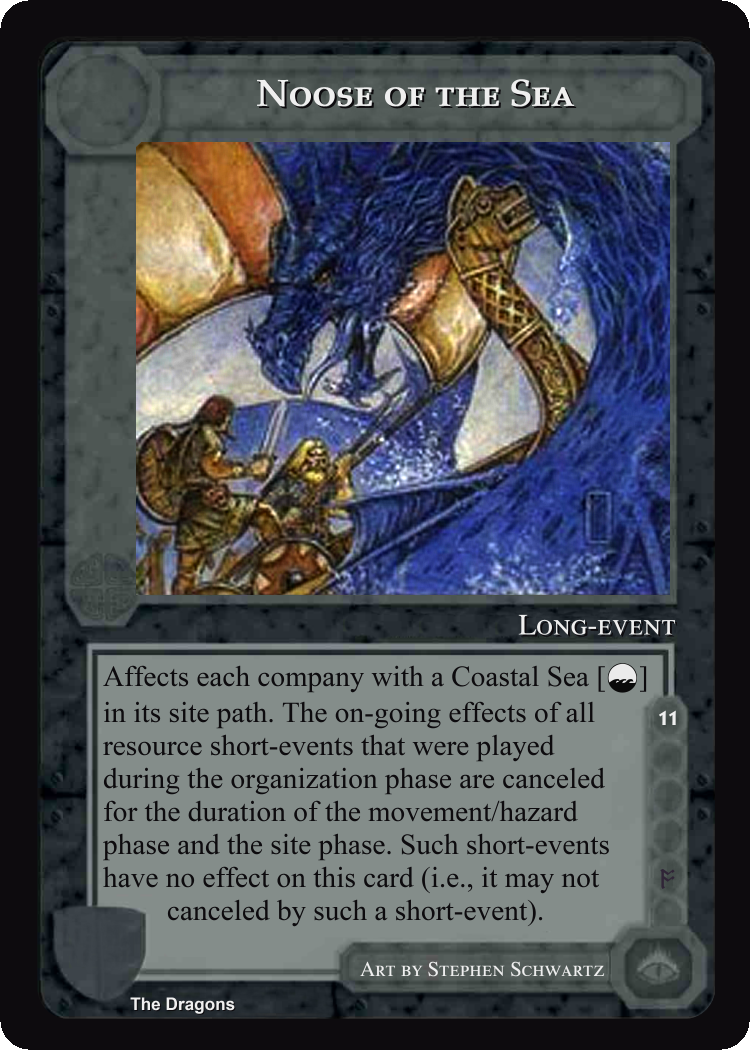 Noose of the Sea
Long-event
Affects each company with a Coastal Sea [ ]
in its site path. The on-going effects of all
resource short-events that were played
11
during the organization phase are canceled
for the duration of the movement/hazard
phase and the site phase. Such short-events
have no effect on this card (i.e., it may not
canceled by such a short-event).
Art by Stephen Schwartz
The Dragons